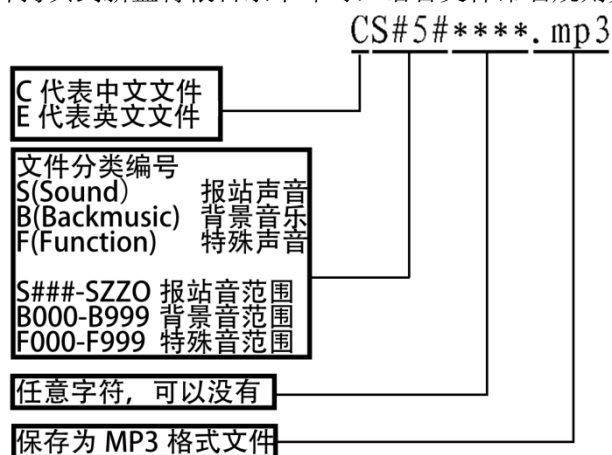 CS#5#****.mp3
C 代表中文文件
E 代表英文文件
文件分类编号
S(Sound) 报站声音
B(Backmusic) 背景音乐
F(Function) 特殊声音
S###-SZZO 报站音范围
B000-B999 背景音范围
F000-F999 特殊音范围
任意字符，可以没有
保存为 MP3 格式文件